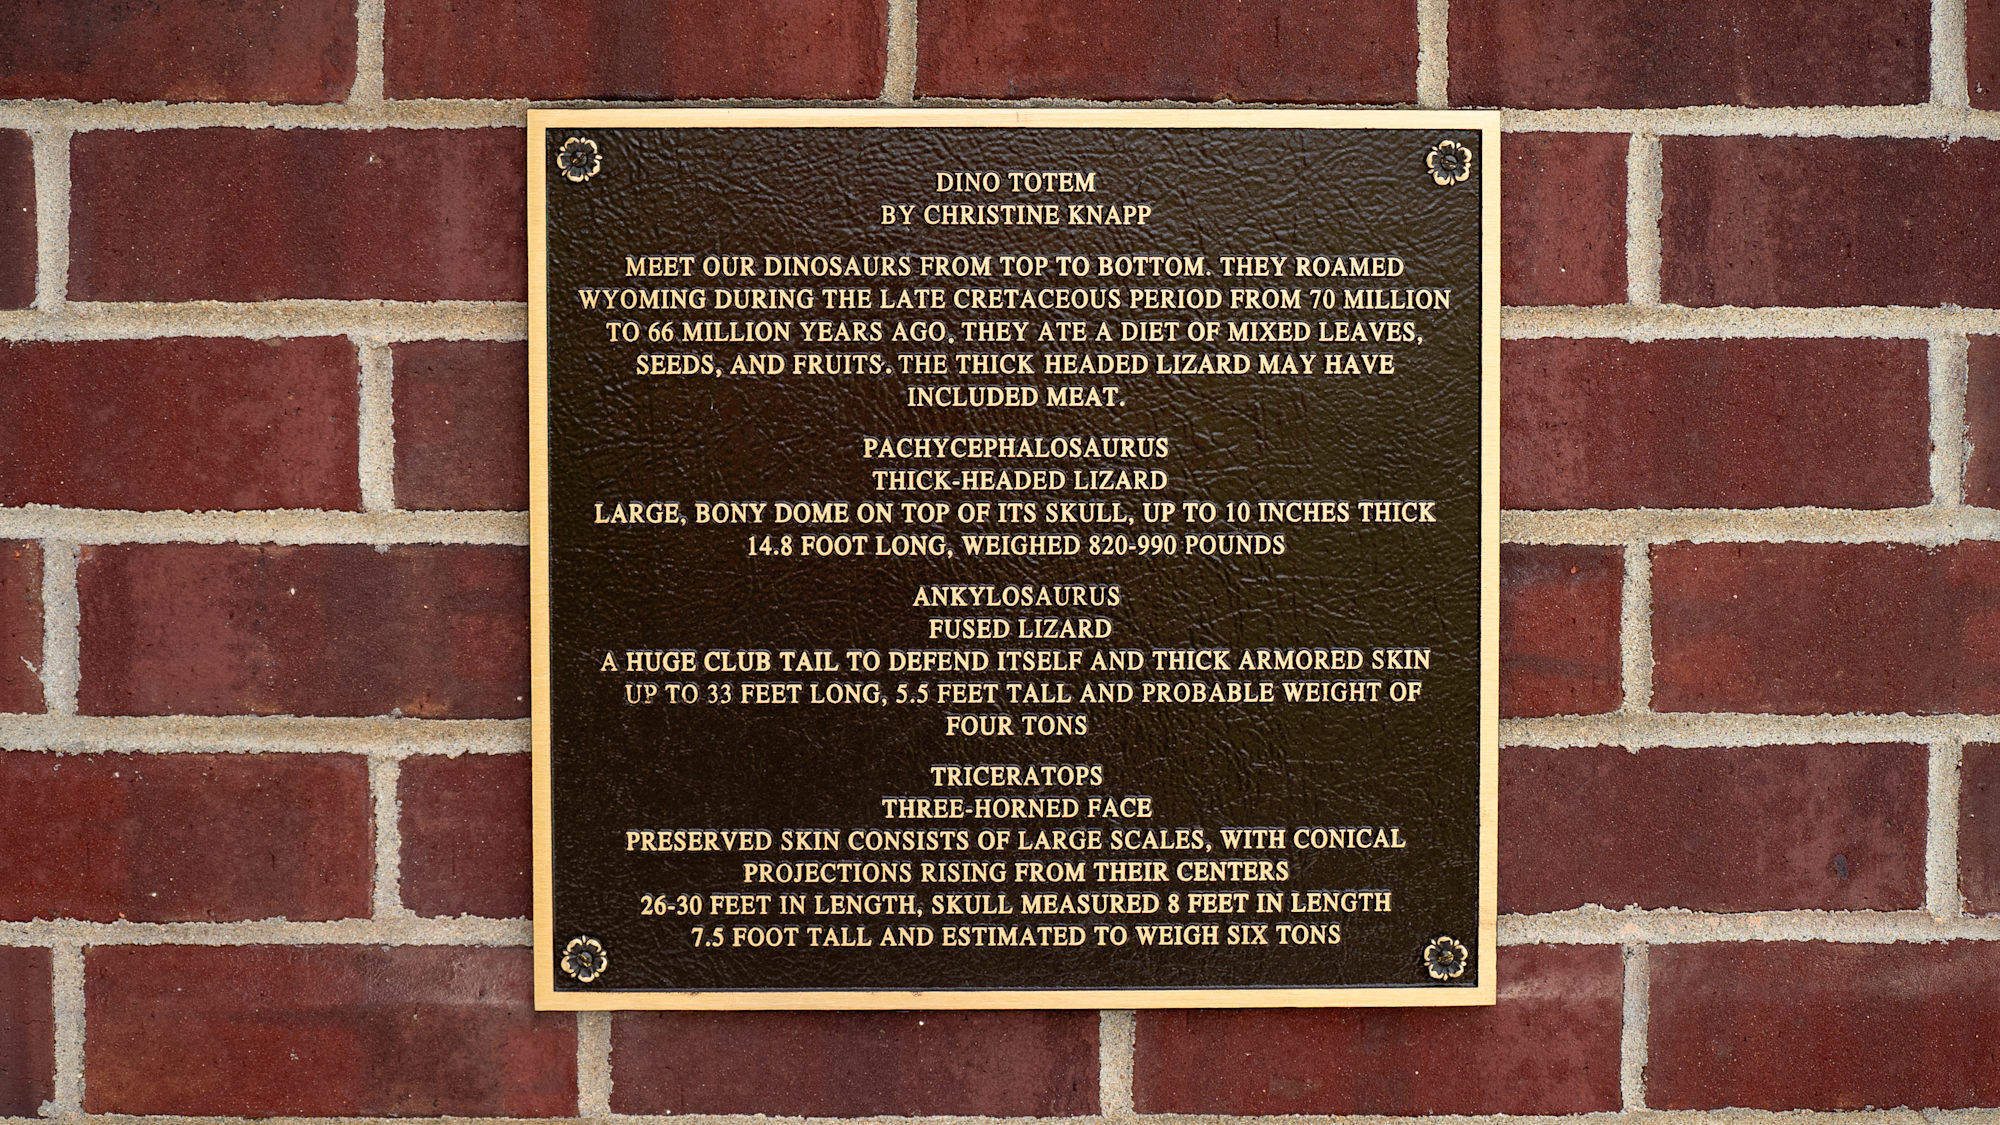 DINO TOTEM
BY CHRISTINE KNAPP
MEET OUR DINOSAURS FROM TOP TO BOTTOM. THEY ROAMED
WYOMING DURING THE LATE CRETACEOUS PERIOD FROM 70 MILLION
TO 66 MILLION YEARS AGO. THEY ATE A DIET OF MIXED LEAVES,
SEEDS, AND FRUITS. THE THICK HEADED LIZARD MAY HAVE
INCLUDED MEAT.
PACHYCEPHALOSAURUS
THICK-HEADED LIZARD
LARGE, BONY DOME ON TOP OF ITS SKULL, UP TO 10 INCHES THICK
14.8 FOOT LONG, WEIGHED 820-990 POUNDS
ANKYLOSAURUS
FUSED LIZARD
A HUGE CLUB TAIL TO DEFEND ITSELF AND THICK ARMORED SKIN
UP TO 33 FEET LONG, 5.5 FEET TALL AND PROBABLE WEIGHT OF
FOUR TONS
TRICERATOPS
THREE-HORNED FACE
PRESERVED SKIN CONSISTS OF LARGE SCALES, WITH CONICAL
PROJECTIONS RISING FROM THEIR CENTERS
26-30 FEET IN LENGTH, SKULL MEASURED 8 FEET IN LENGTH
7.5 FOOT TALL AND ESTIMATED TO WEIGH SIX TONS